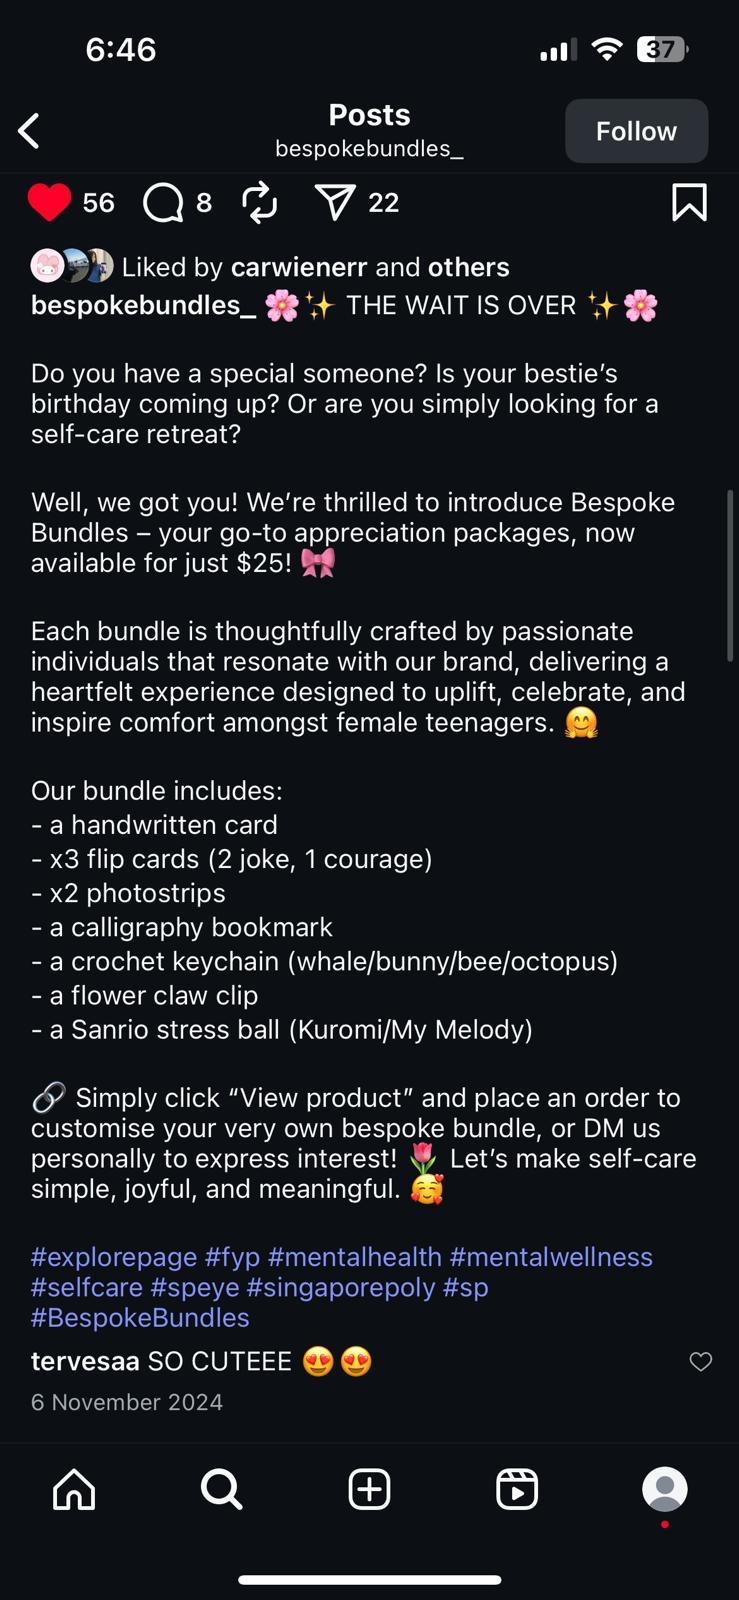 6:46
37
Posts
bespokebundles_
Follow
56 8 22
Liked by carwienerr and others
bespokebundles_ 🌸✨ THE WAIT IS OVER ✨🌸
Do you have a special someone? Is your bestie’s
birthday coming up? Or are you simply looking for a
self-care retreat?
Well, we got you! We’re thrilled to introduce Bespoke
Bundles – your go-to appreciation packages, now
available for just $25! 🎀
Each bundle is thoughtfully crafted by passionate
individuals that resonate with our brand, delivering a
heartfelt experience designed to uplift, celebrate, and
inspire comfort amongst female teenagers. 🤗
Our bundle includes:
- a handwritten card
- x3 flip cards (2 joke, 1 courage)
- x2 photostrips
- a calligraphy bookmark
- a crochet keychain (whale/bunny/bee/octopus)
- a flower claw clip
- a Sanrio stress ball (Kuromi/My Melody)
🔗 Simply click “View product” and place an order to
customise your very own bespoke bundle, or DM us
personally to express interest! 🌷 Let’s make self-care
simple, joyful, and meaningful. 🥰
#explorepage #fyp #mentalhealth #mentalwellness
#selfcare #speye #singaporepoly #sp
#BespokeBundles
tervesaa SO CUTEEE 😍😍
6 November 2024